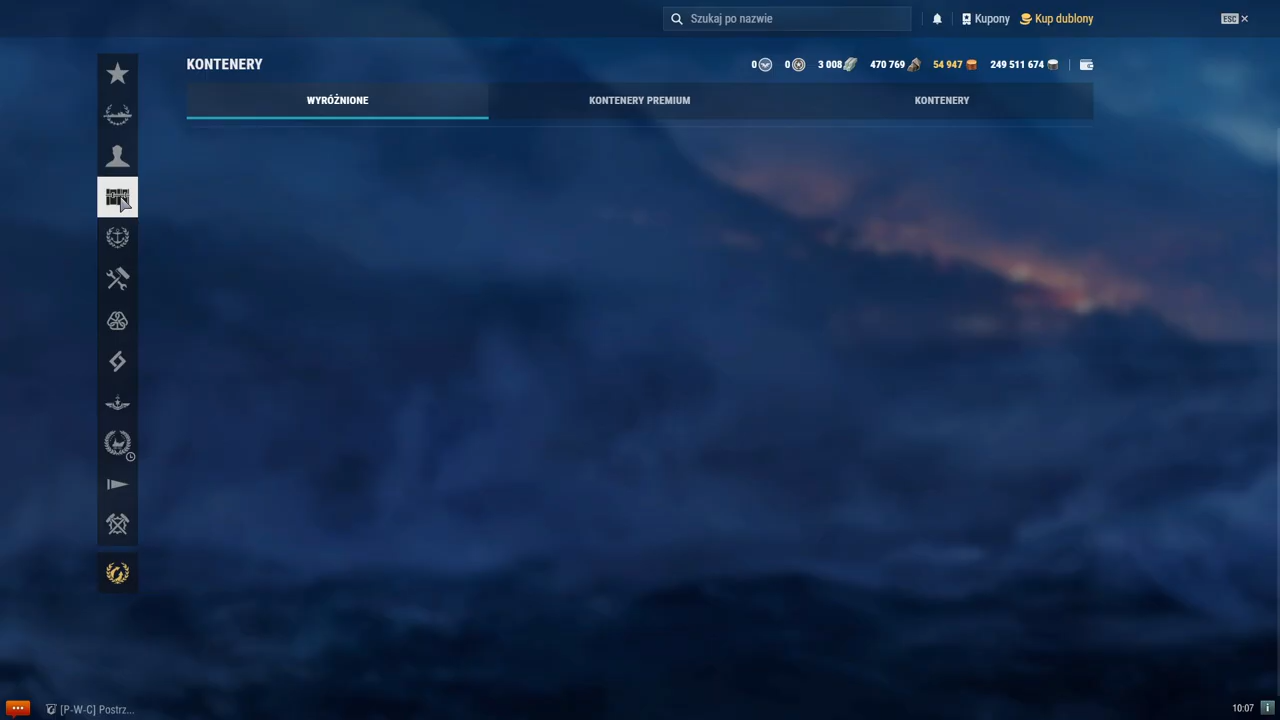 Szukaj po nazwie
Kupony
Kup dublony
ESC
KONTENERY
0 0 3 008 470 769 54 947 249 511 674
WYRÓŻNIONE KONTENERY PREMIUM KONTENERY
[P-W-C] Postrz...
10:07